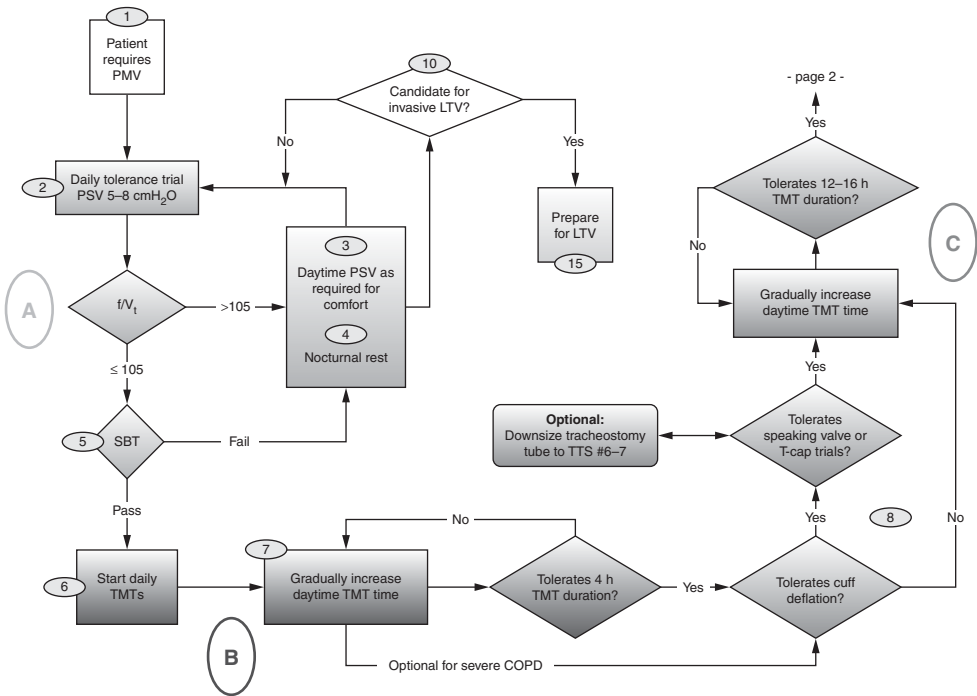 1
Patient
requires
PMV
10
Candidate for
invasive LTV?
No
Yes
- page 2 -
Yes
2
Daily tolerance trial
PSV 5–8 cmH₂O
Tolerates 12–16 h
TMT duration?
No
Prepare
for LTV
15
3
Daytime PSV as
required for
comfort
4
Nocturnal rest
C
A
f/Vₜ
>105
≤ 105
Gradually increase
daytime TMT time
Yes
5
SBT
Fail
Optional:
Downsize tracheostomy
tube to TTS #6–7
Tolerates
speaking valve or
T-cap trials?
Pass
Yes
8
No
No
6
Start daily
TMTs
7
Gradually increase
daytime TMT time
Tolerates 4 h
TMT duration?
Yes
Tolerates cuff
deflation?
B
Optional for severe COPD